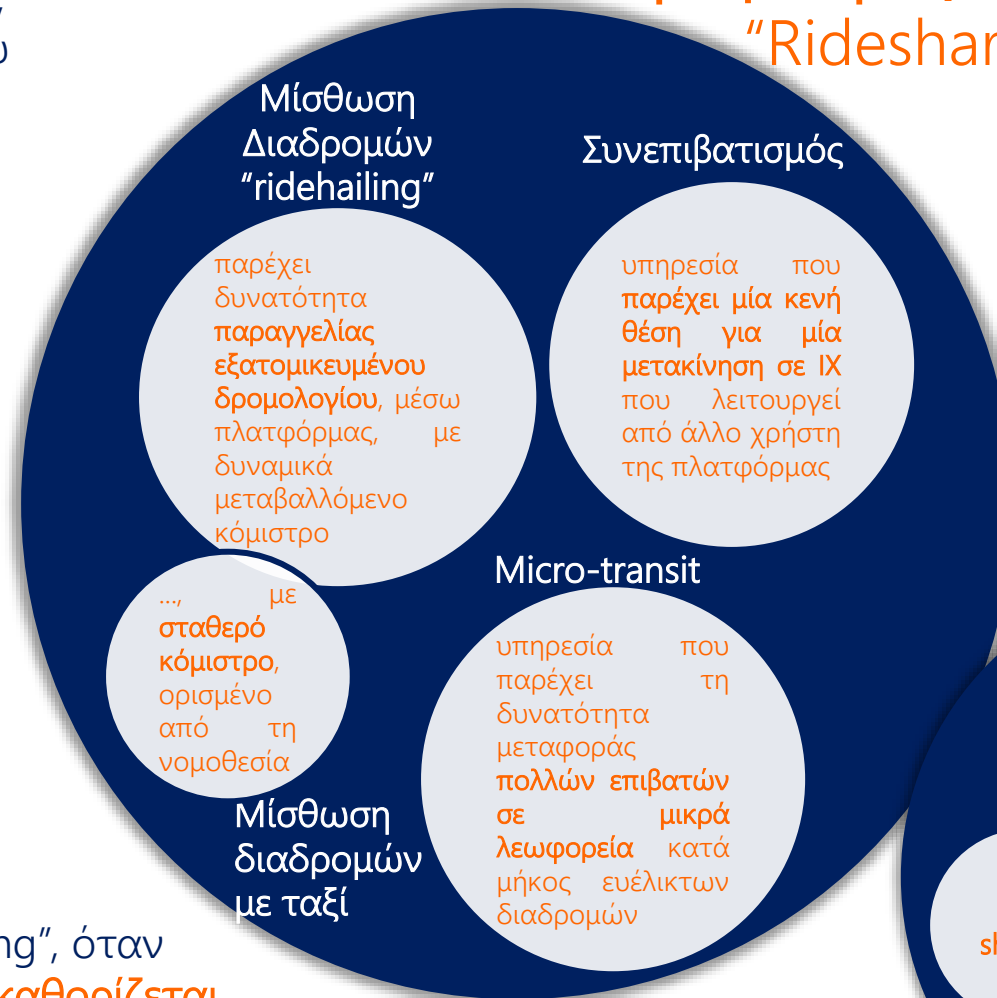 “Rideshar
Μίσθωση
Διαδρομών
“ridehailing”
παρέχει
δυνατότητα
παραγγελίας
εξατομικευμένου
δρομολογίου, μέσω
πλατφόρμας, με
δυναμικά
μεταβαλλόμενο
κόμιστρο
Συνεπιβατισμός
υπηρεσία που
παρέχει μία κενή
θέση για μία
μετακίνηση σε ΙΧ
που λειτουργεί
από άλλο χρήστη
της πλατφόρμας
..., με
σταθερό
κόμιστρο,
ορισμένο
από τη
νομοθεσία
Μίσθωση
διαδρομών
με ταξί
Micro-transit
υπηρεσία που
παρέχει τη
δυνατότητα
μεταφοράς
πολλών επιβατών
σε μικρά
λεωφορεία κατά
μήκος ευέλικτων
διαδρομών
ng”, όταν
καθορίζεται
sh